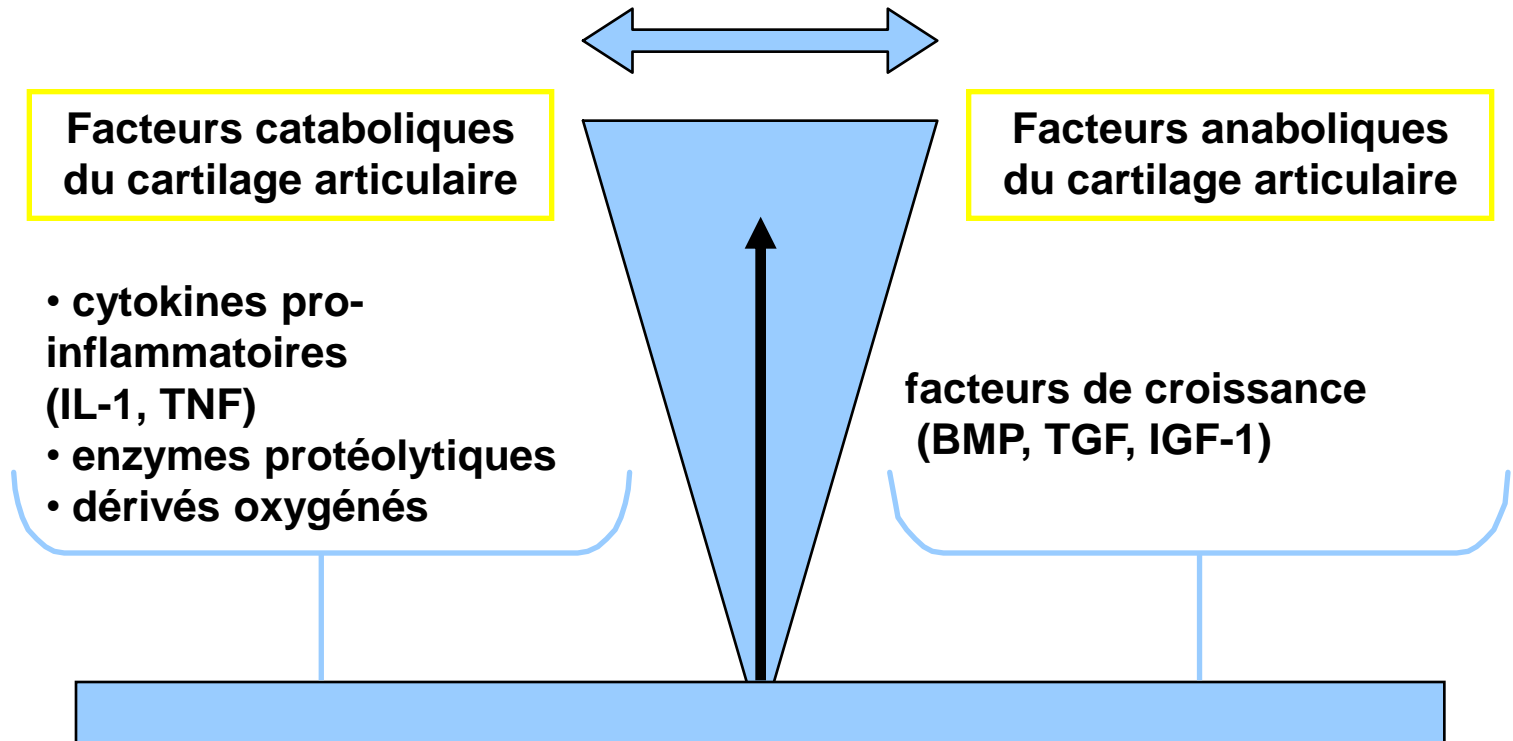 Facteurs cataboliques
du cartilage articulaire
• cytokines pro-
inflammatoires
(IL-1, TNF)
• enzymes protéolytiques
• dérivés oxygénés
Facteurs anaboliques
du cartilage articulaire
facteurs de croissance
(BMP, TGF, IGF-1)